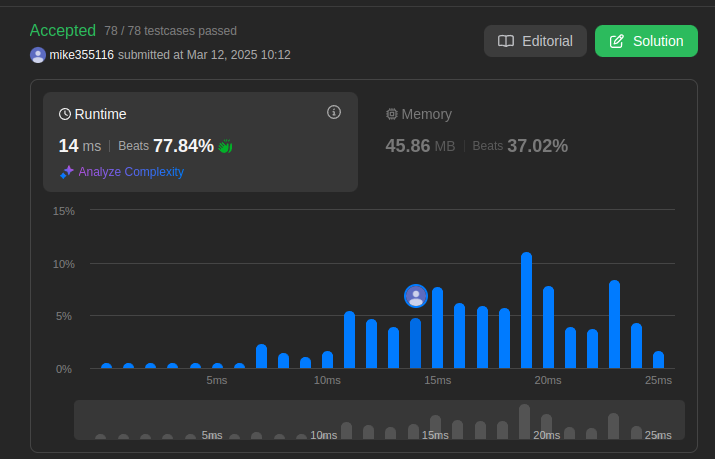 Accepted 78 / 78 testcases passed
mike355116 submitted at Mar 12, 2025 10:12
Editorial
Solution
Runtime
14 ms | Beats 77.84%
Analyze Complexity
Memory
45.86 MB | Beats 37.02%
15%
10%
5%
0%
5ms 10ms 15ms 20ms 25ms
5ms 10ms 15ms 20ms 25ms